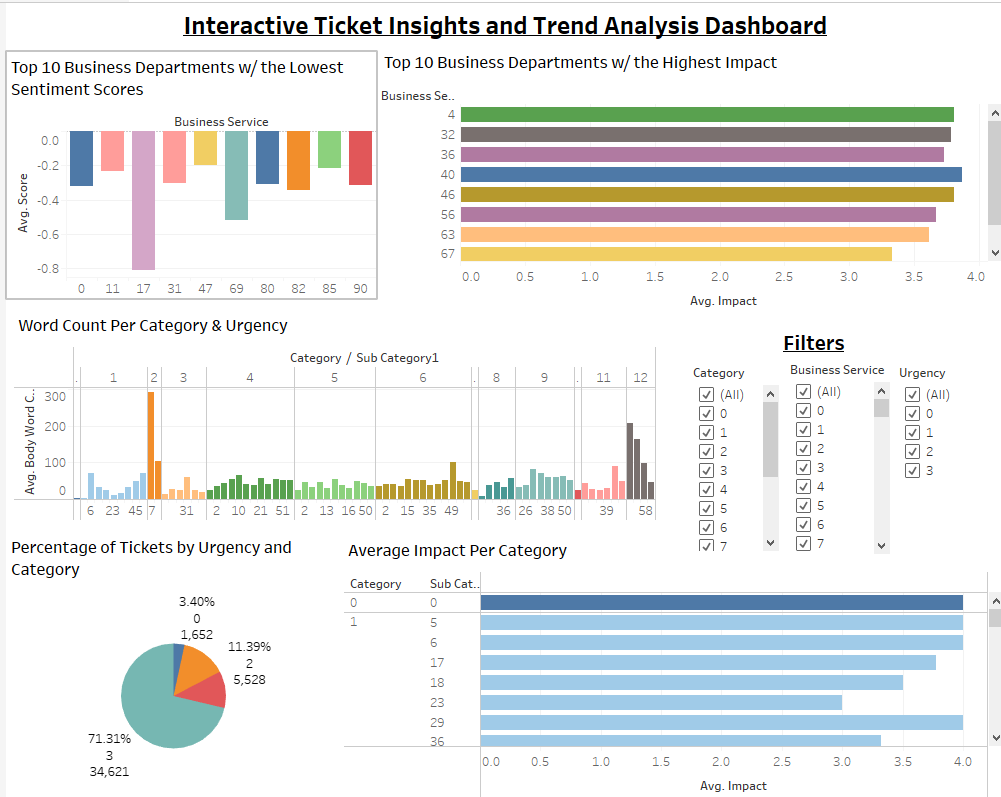 Interactive Ticket Insights and Trend Analysis Dashboard
Top 10 Business Departments w/ the Lowest
Sentiment Scores
Business Service
Avg. Score
0.0
-0.2
-0.4
-0.6
-0.8
0 11 17 31 47 69 80 82 85 90
Top 10 Business Departments w/ the Highest Impact
Business Se..
4
32
36
40
46
56
63
67
0.0 0.5 1.0 1.5 2.0 2.5 3.0 3.5 4.0
Avg. Impact
Word Count Per Category & Urgency
Category / Sub Category1
. 1 2 3 4 5 6 . 8 9 . 11 12
Avg. Body Word C..
300
200
100
0
6 23 45 7 31 2 10 21 51 2 13 16 50 2 15 35 49 36 26 38 50 39 58
Filters
Category
(All)
0
1
2
3
4
5
6
7
Business Service
(All)
0
1
2
3
4
5
6
7
Urgency
(All)
0
1
2
3
Percentage of Tickets by Urgency and
Category
3.40%
0
1,652
11.39%
2
5,528
71.31%
3
34,621
Average Impact Per Category
Category Sub Cat..
0 0
1 5
6
17
18
23
29
36
0.0 0.5 1.0 1.5 2.0 2.5 3.0 3.5 4.0
Avg. Impact